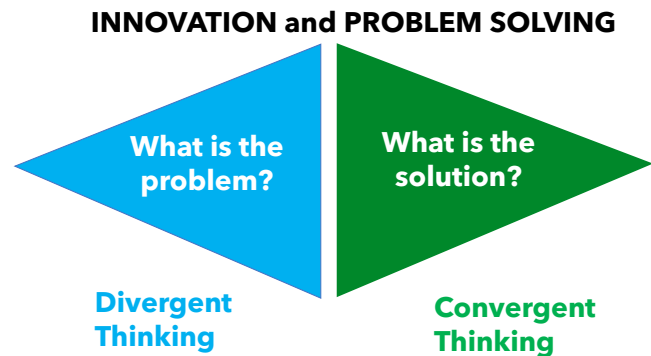 INNOVATION and PROBLEM SOLVING
What is the
problem?
What is the
solution?
Divergent
Thinking
Convergent
Thinking